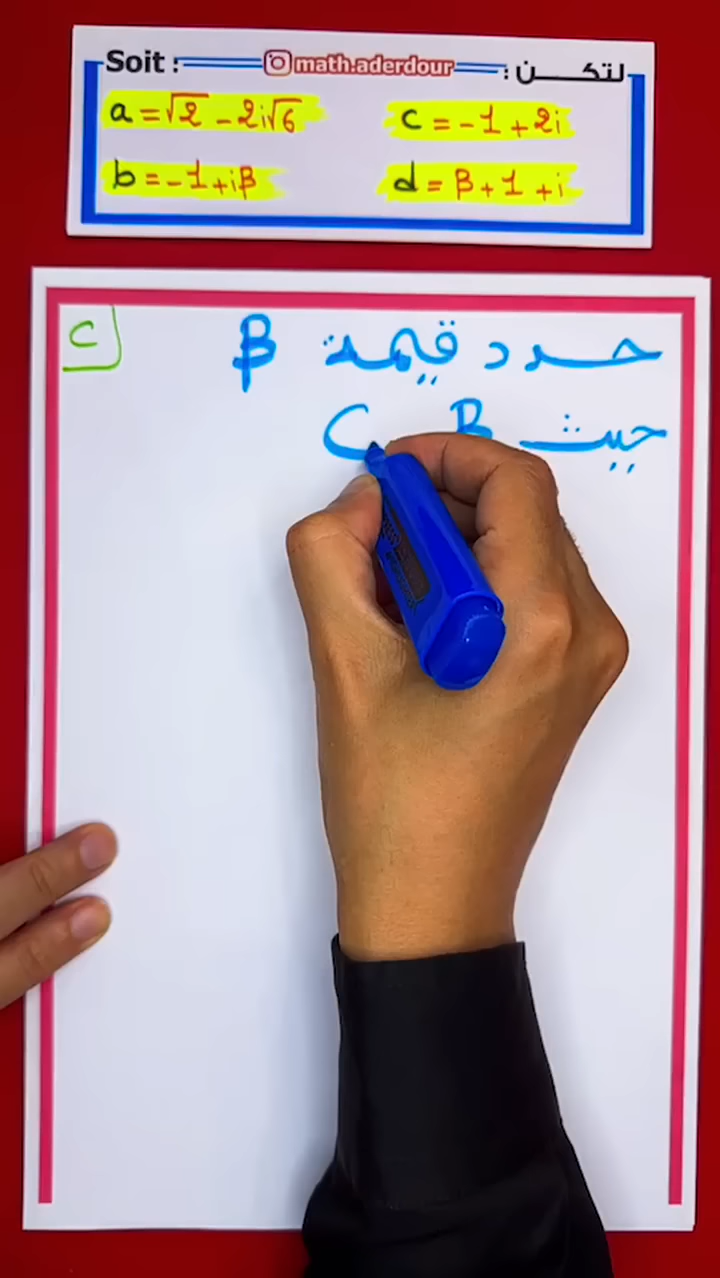 Soit : math.aderdour لتكن :
a = √2 - 2i√6 c = -1 + 2i
b = -1 + iβ d = β + 1 + i
c
حدد قيمة β
حيث B C